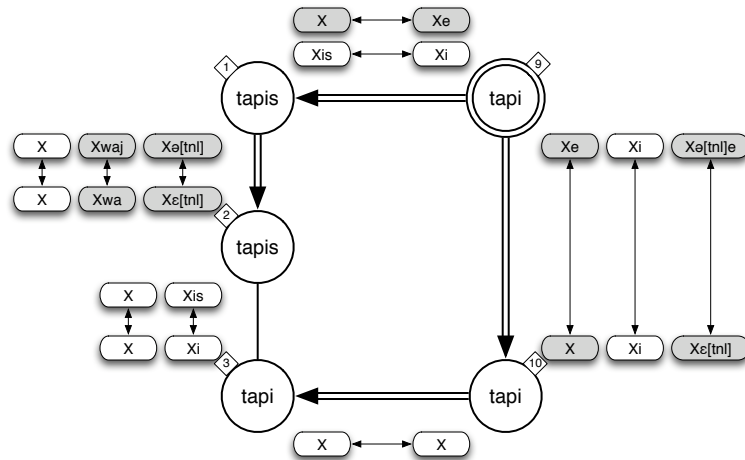 X Xe
Xis Xi
1 9
tapis tapi
X Xwaj Xə[tnl] Xe Xi Xə[tnl]e
X Xwa Xɛ[tnl]
2
tapis
X Xis
X Xi X Xi Xɛ[tnl]
3 10
tapi tapi
X X